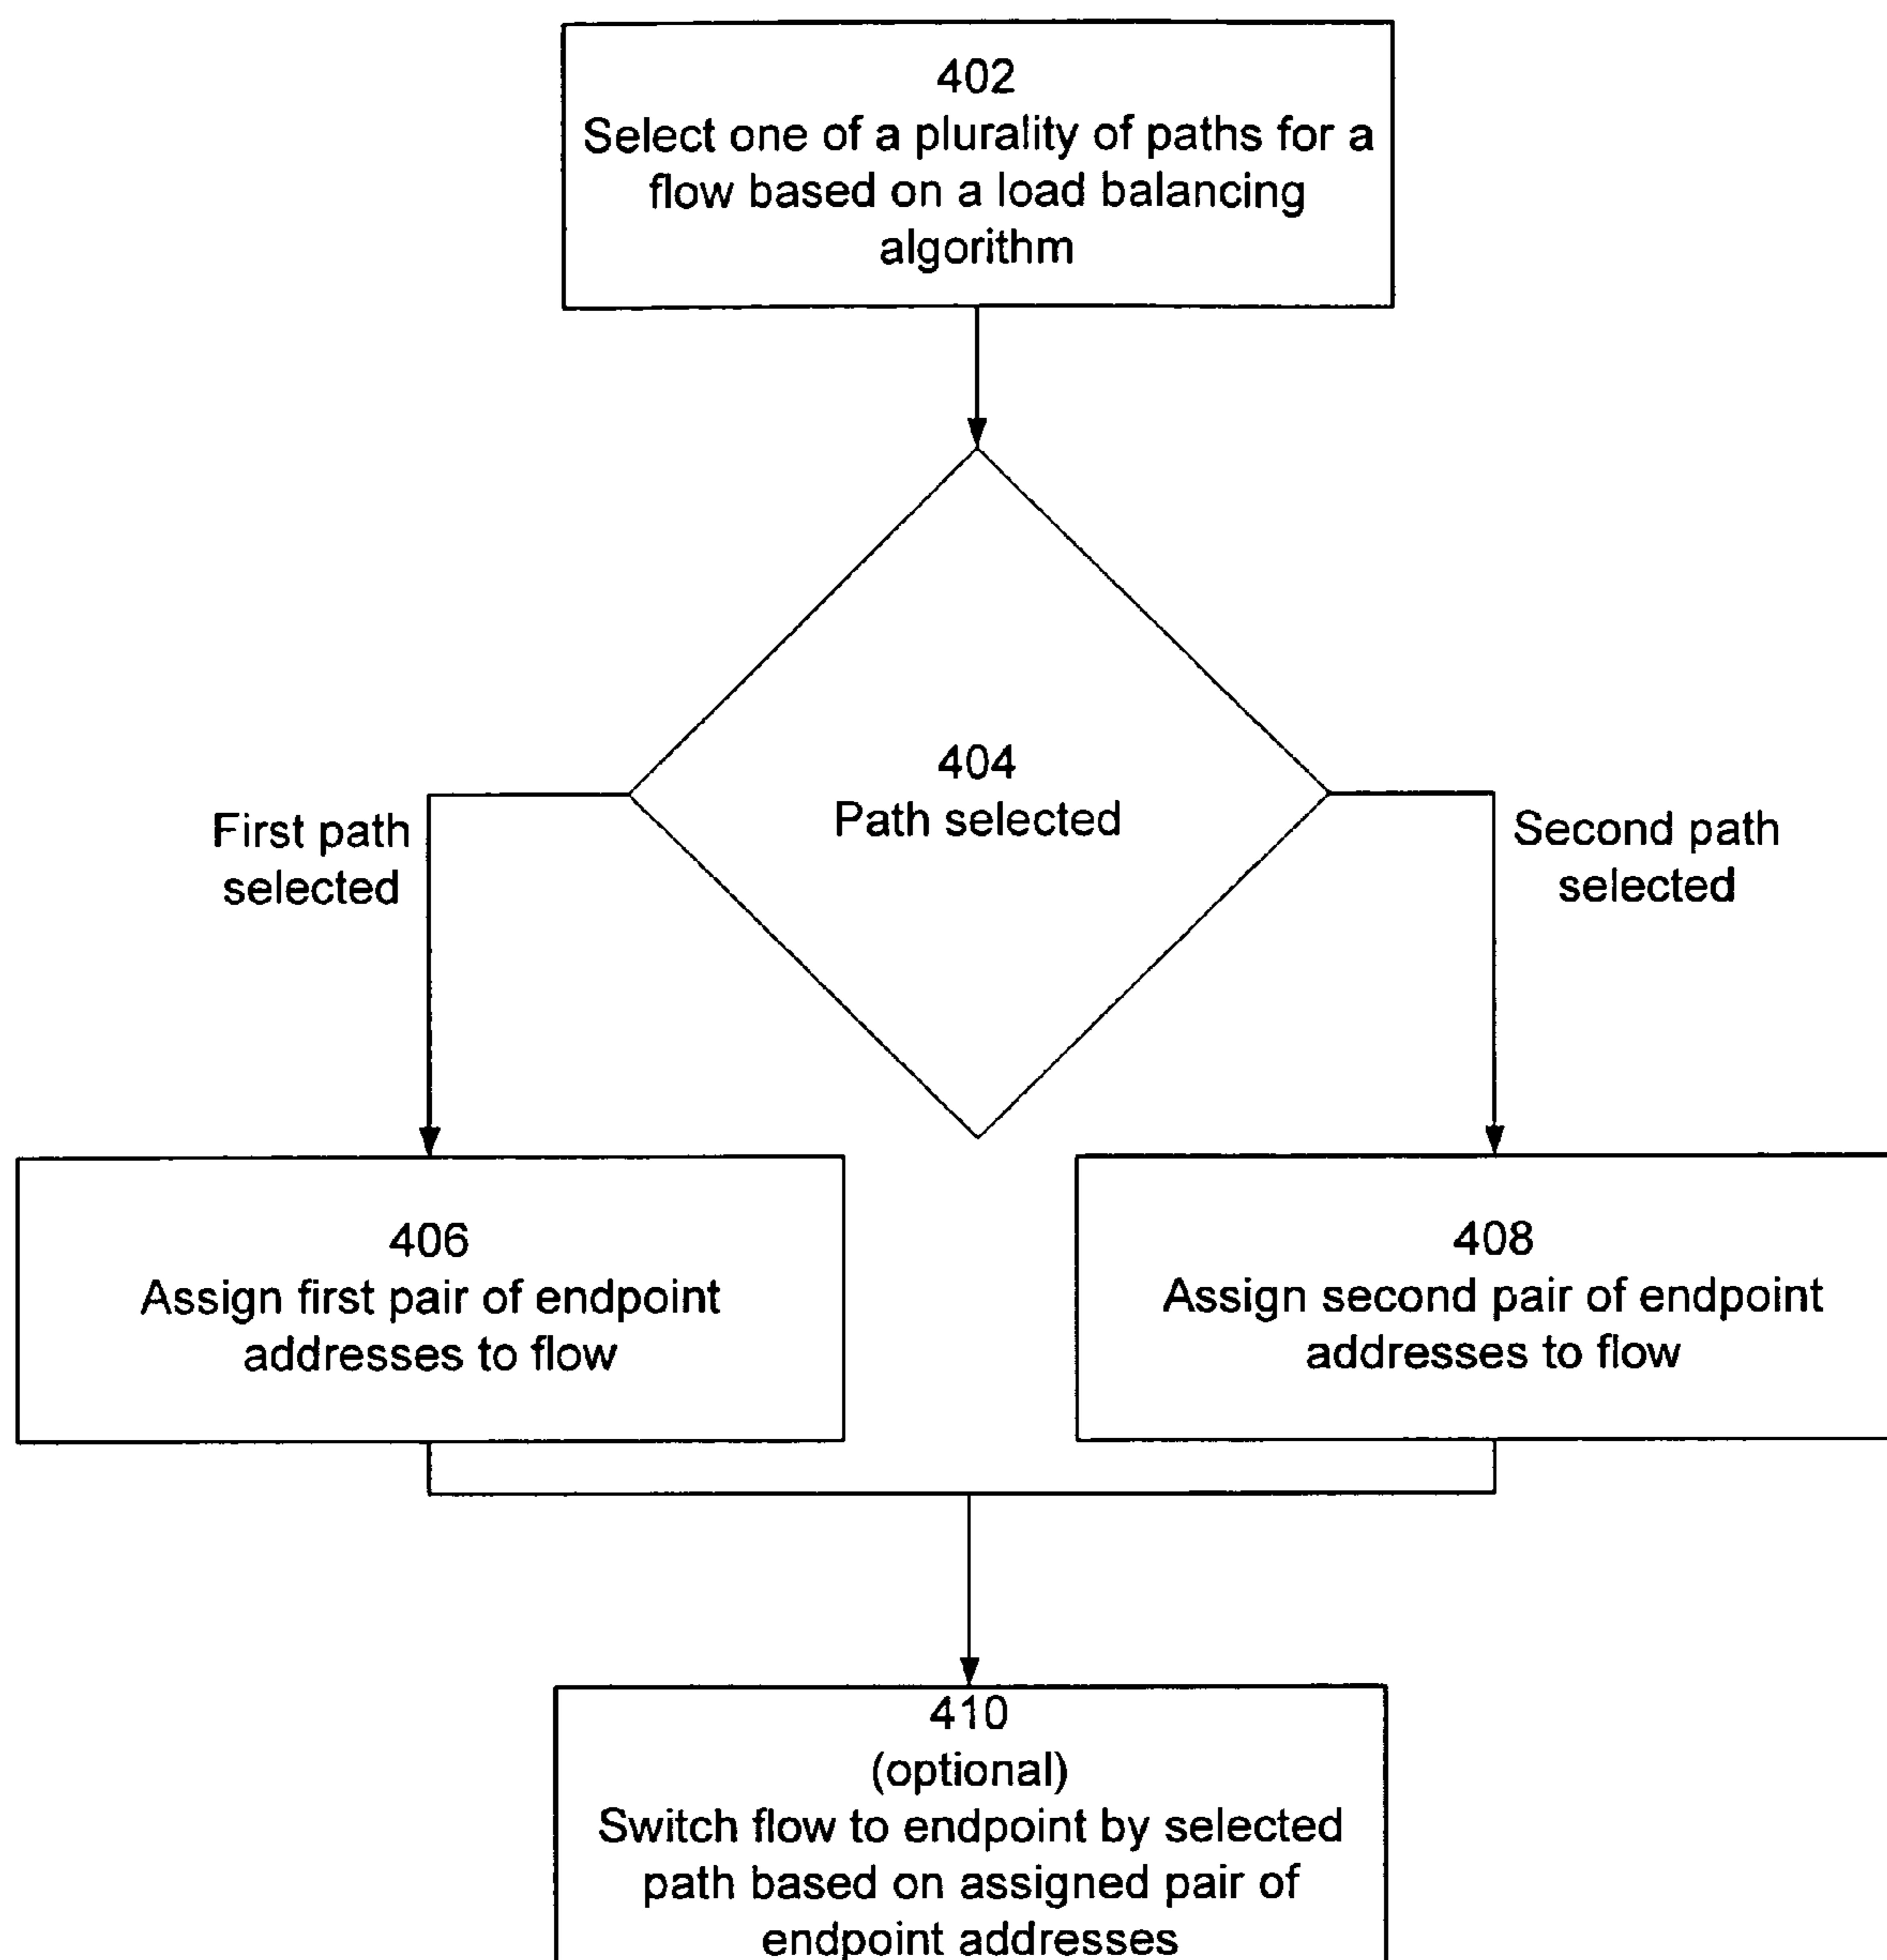 402
Select one of a plurality of paths for a
flow based on a load balancing
algorithm
404
Path selected
First path
selected
Second path
selected
406
Assign first pair of endpoint
addresses to flow
408
Assign second pair of endpoint
addresses to flow
410
(optional)
Switch flow to endpoint by selected
path based on assigned pair of
endpoint addresses